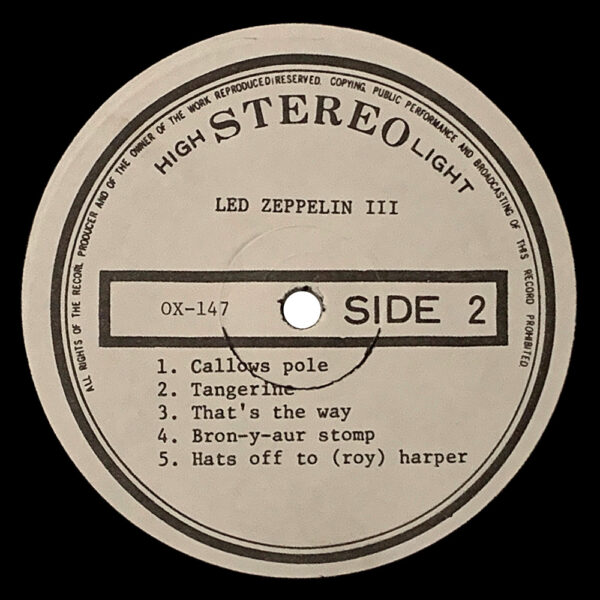 ALL RIGHTS OF THE RECORD PRODUCER AND OF THE OWNER OF THE WORK REPRODUCED RESERVED. COPYING, PUBLIC PERFORMANCE AND BROADCASTING OF THIS RECORD PROHIBITED
HIGH STEREO LIGHT
LED ZEPPELIN III
OX-147 SIDE 2
1. Callows pole
2. Tangerine
3. That's the way
4. Bron-y-aur stomp
5. Hats off to (roy) harper